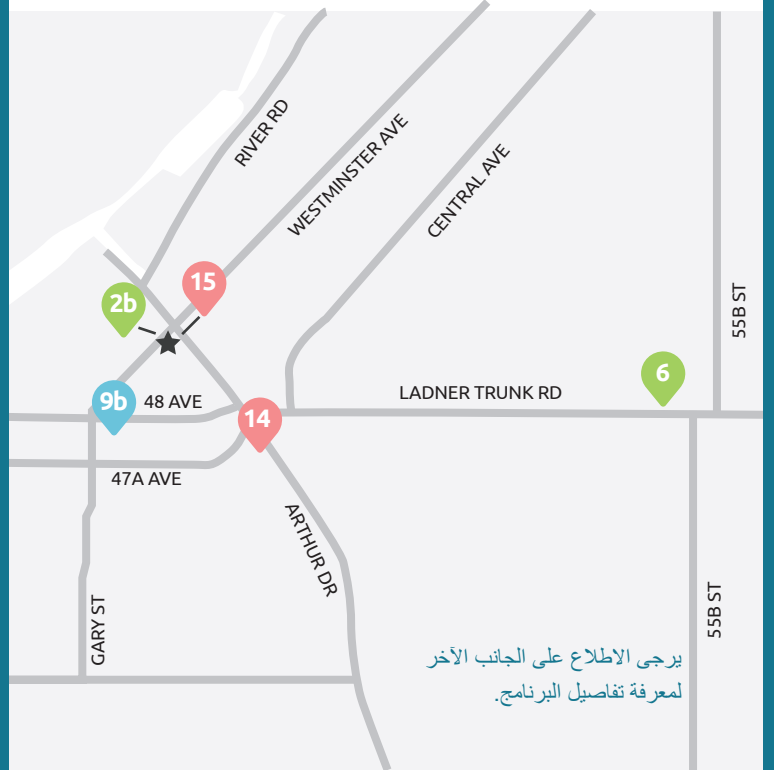 RIVER RD
WESTMINSTER AVE
CENTRAL AVE
15
2b
55B ST
6
9b
48 AVE
LADNER TRUNK RD
14
47A AVE
ARTHUR DR
GARY ST
55B ST
يرجى الاطلاع على الجانب الآخر
لمعرفة تفاصيل البرنامج.